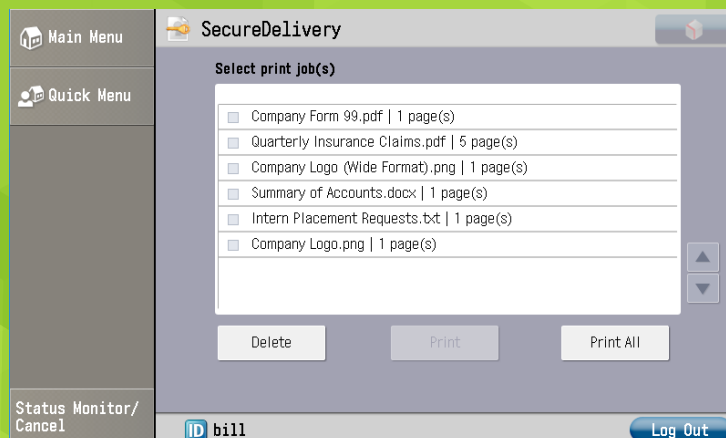 Main Menu
SecureDelivery
Quick Menu
Select print job(s)
Company Form 99.pdf | 1 page(s)
Quarterly Insurance Claims.pdf | 5 page(s)
Company Logo (Wide Format).png | 1 page(s)
Summary of Accounts.docx | 1 page(s)
Intern Placement Requests.txt | 1 page(s)
Company Logo.png | 1 page(s)
Delete
Print
Print All
Status Monitor/
Cancel
ID bill
Log Out